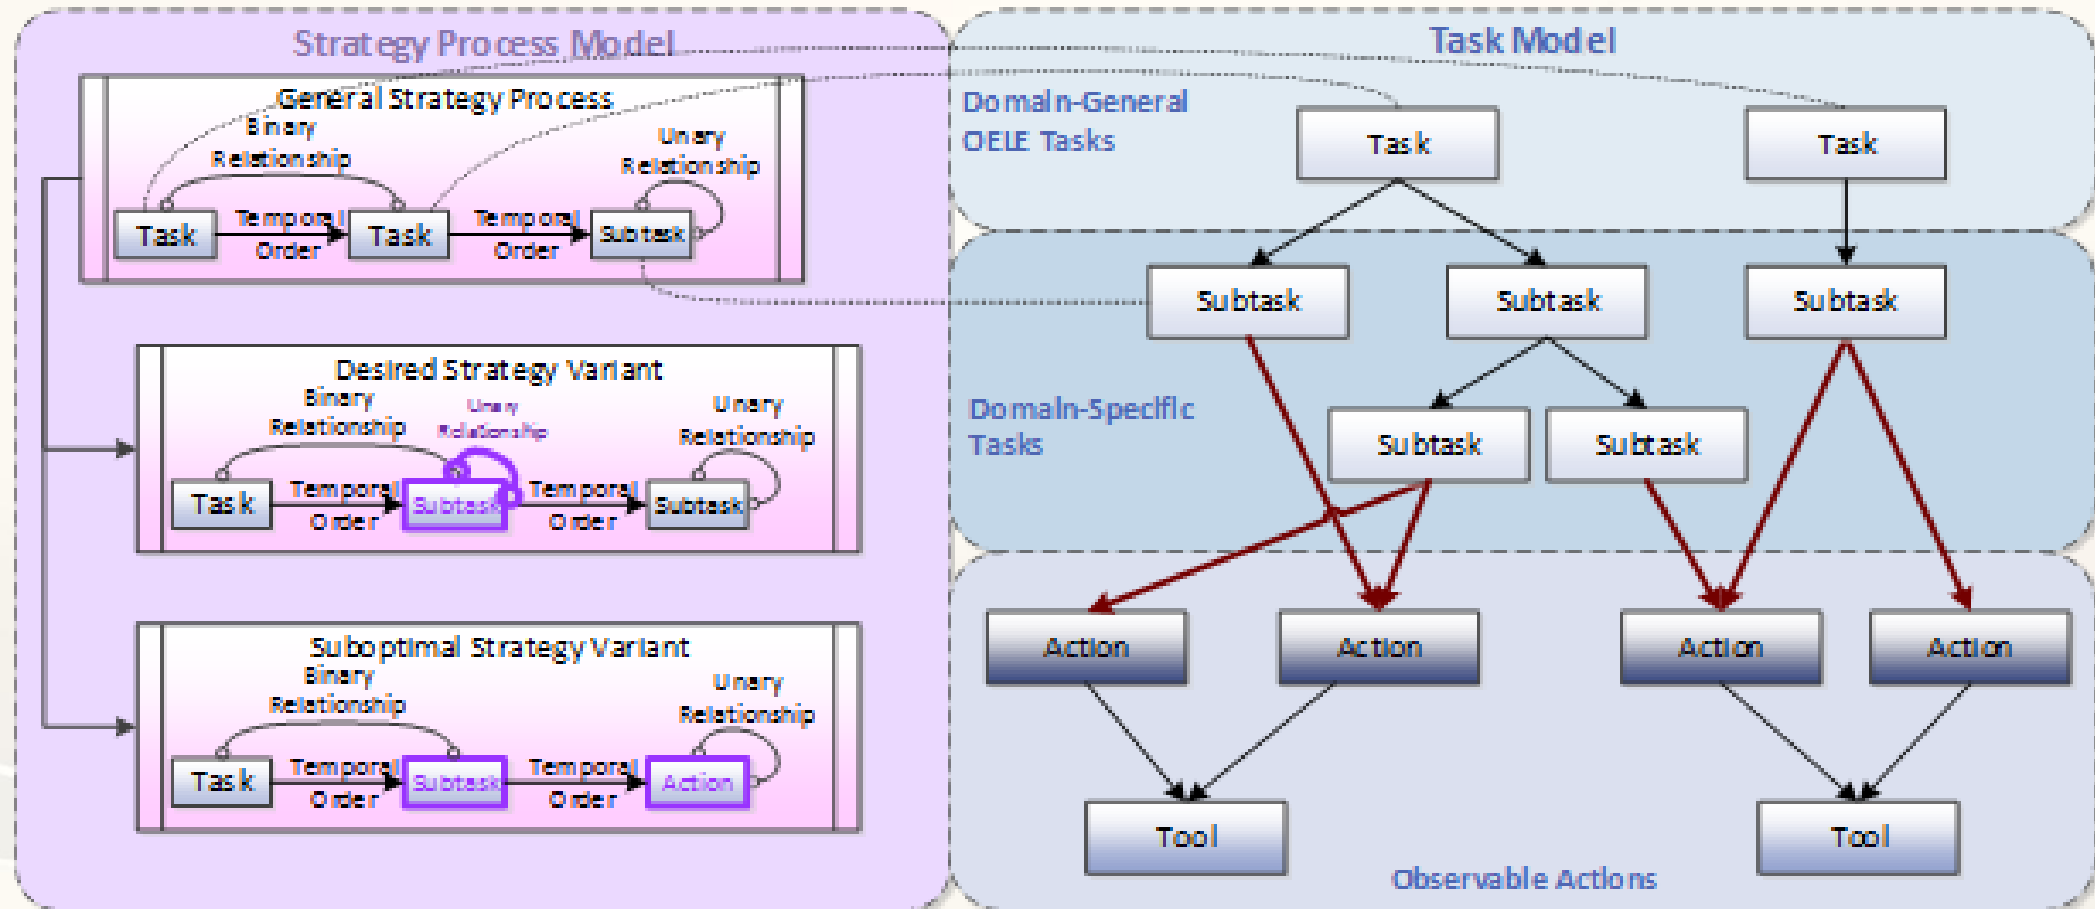 Strategy Process Model
General Strategy Process
Binary
Relationship
Unary
Relationship
Task
Temporal
Order
Task
Temporal
Order
Subtask
Desired Strategy Variant
Binary
Relationship
Unary
Relationship
Unary
Relationship
Task
Temporal
Order
Subtask
Temporal
Order
Subtask
Suboptimal Strategy Variant
Binary
Relationship
Unary
Relationship
Task
Temporal
Order
Subtask
Temporal
Order
Action
Task Model
Domain-General
OELE Tasks
Task
Task
Subtask
Subtask
Subtask
Domain-Specific
Tasks
Subtask
Subtask
Action
Action
Action
Action
Tool
Tool
Observable Actions